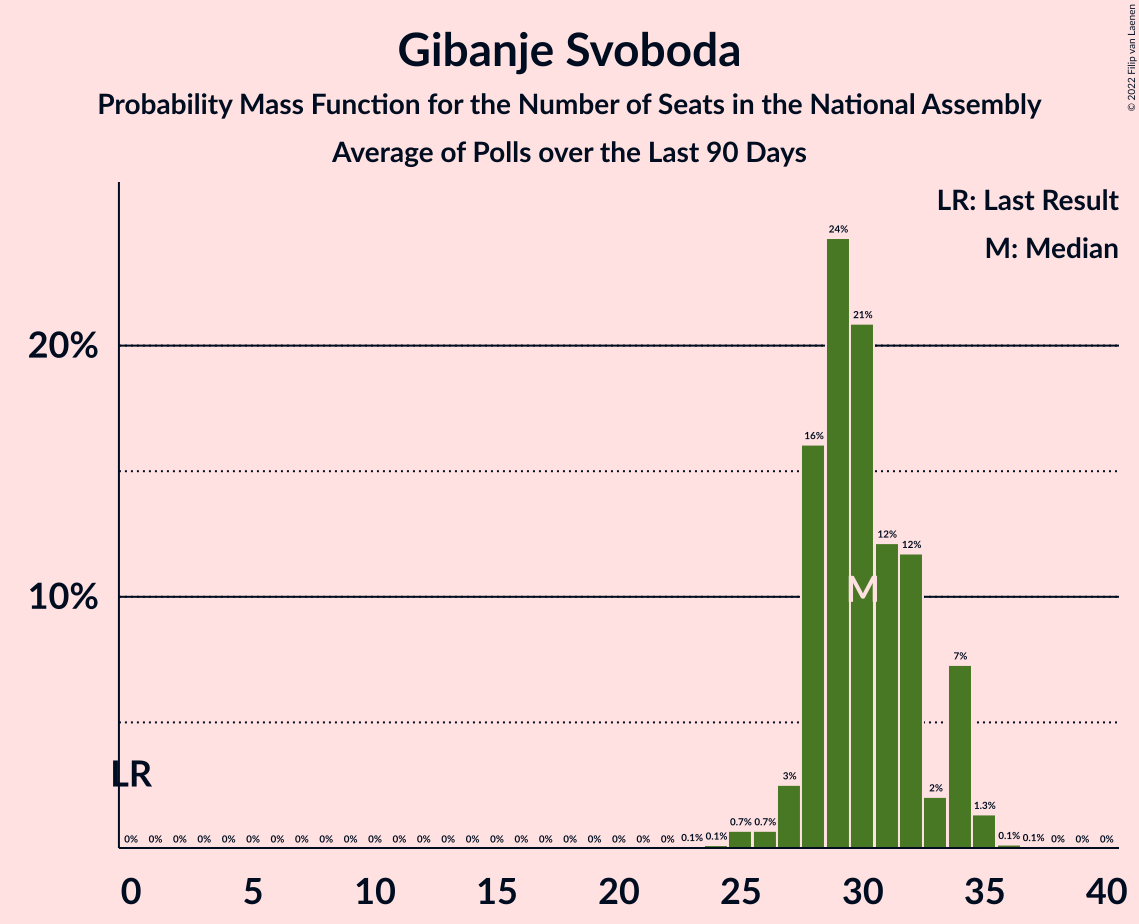 Gibanje Svoboda
Probability Mass Function for the Number of Seats in the National Assembly
Average of Polls over the Last 90 Days
© 2022 Filip van Laenen
LR: Last Result
M: Median
24%
21%
20%
16%
12% 12%
M
10%
7%
LR
3%
2%
1.3%
0.7% 0.7%
0% 0% 0% 0% 0% 0% 0% 0% 0% 0% 0% 0% 0% 0% 0% 0% 0% 0% 0% 0% 0% 0% 0% 0.1% 0.1% 0.1% 0.1% 0% 0% 0%
0 5 10 15 20 25 30 35 40